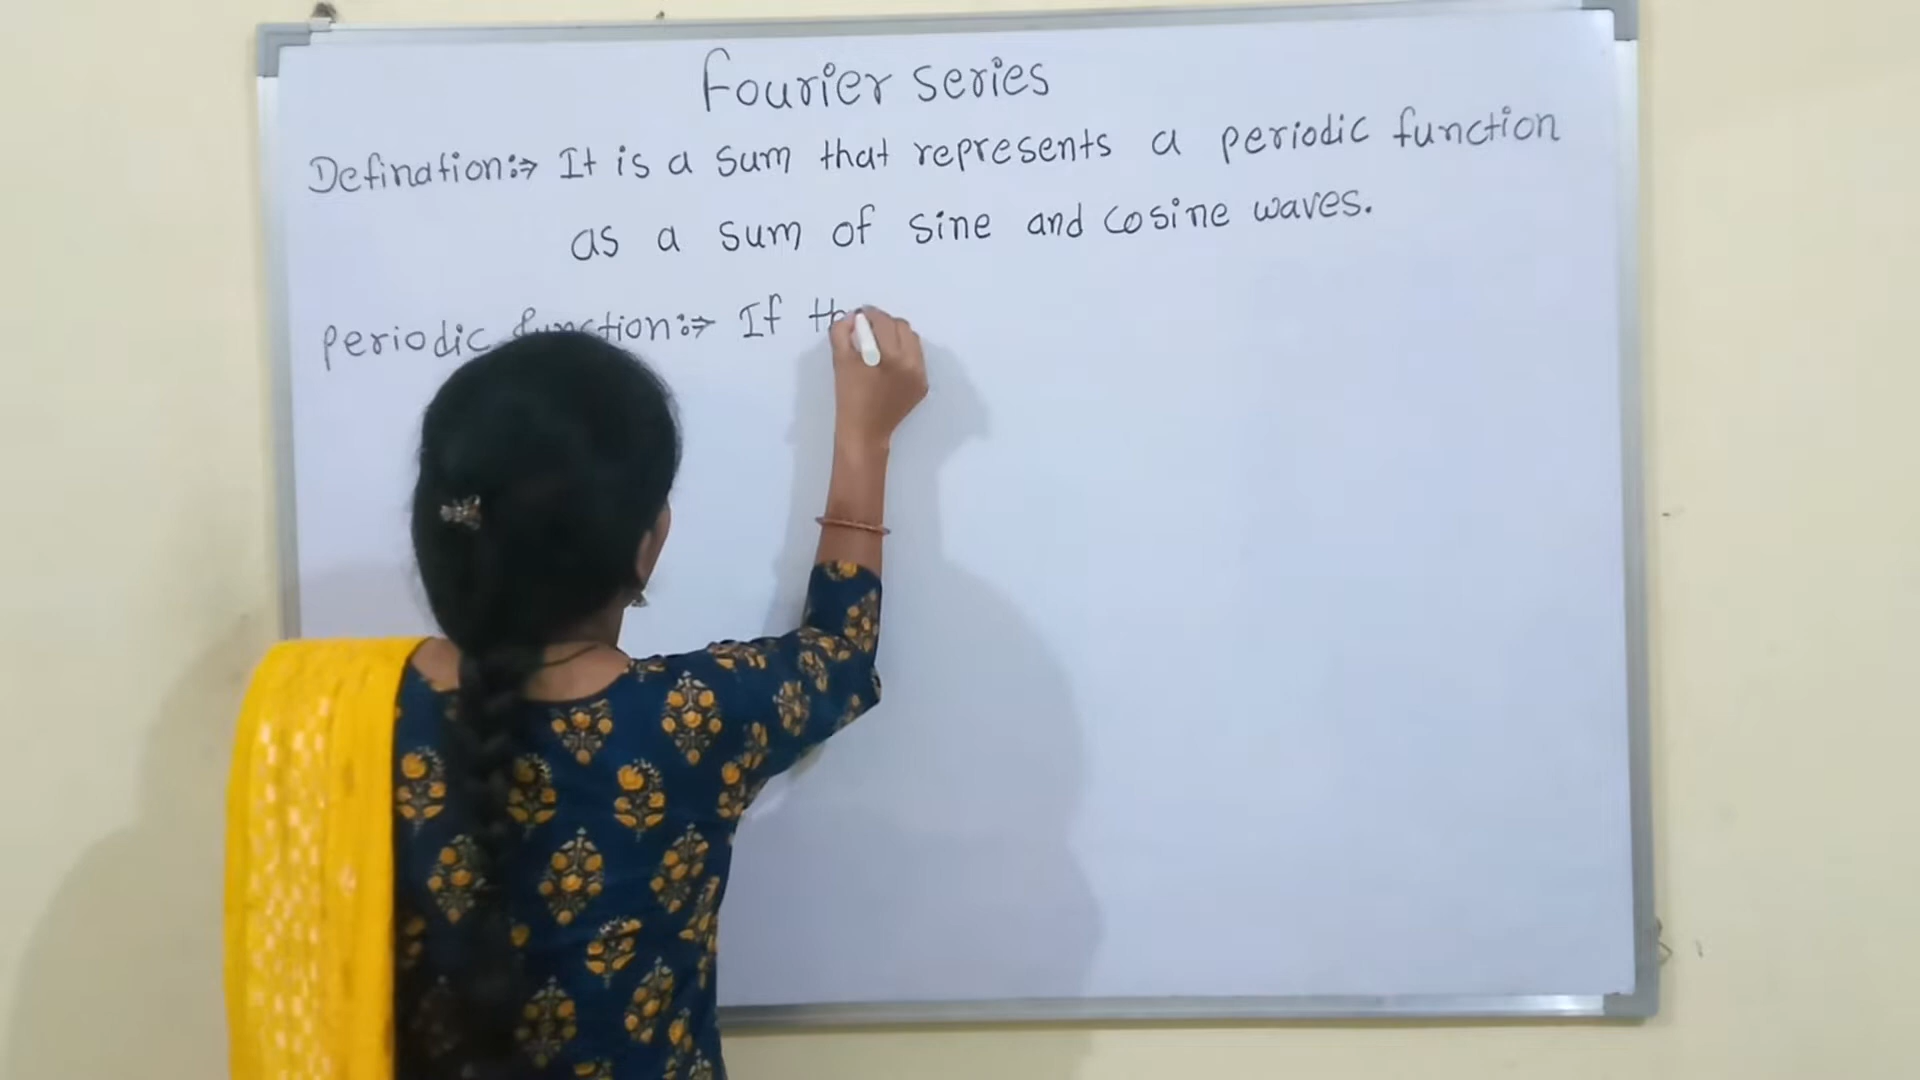 Fourier series
Defination:⇒ It is a sum that represents a periodic function
as a sum of sine and cosine waves.
periodic function:⇒ If